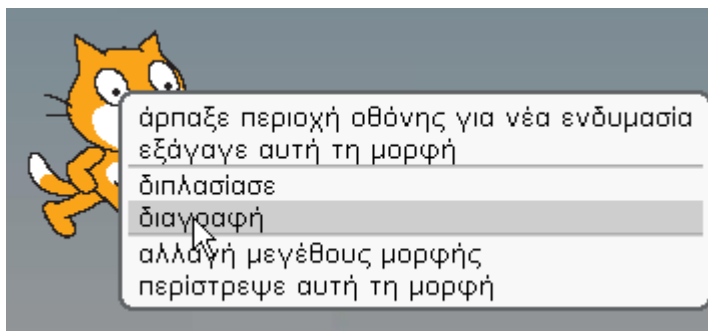 άρπαξε περιοχή οθόνης για νέα ενδυμασία
εξάγαγε αυτή τη μορφή
διπλασίασε
διαγραφή
αλλαγή μεγέθους μορφής
περίστρεψε αυτή τη μορφή